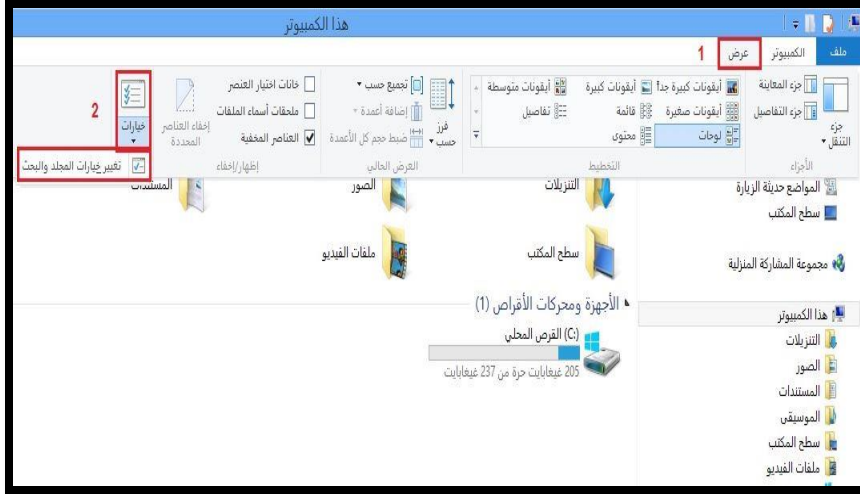 هذا الكمبيوتر
ملف
الكمبيوتر
عرض
1
جزء التنقل
جزء المعاينة
جزء التفاصيل
الأجزاء
أيقونات كبيرة جدا
أيقونات كبيرة
أيقونات متوسطة
أيقونات صغيرة
قائمة
تفاصيل
لوحات
محتوى
التخطيط
فرز حسب
تجميع حسب
إضافة أعمدة
ضبط حجم كل الأعمدة
العرض الحالي
خانات اختيار العنصر
ملحقات أسماء الملفات
العناصر المخفية
إخفاء العناصر المحددة
إظهار/إخفاء
خيارات
2
تغيير خيارات المجلد والبحث
المواضع حديثة الزيارة
سطح المكتب
مجموعة المشاركة المنزلية
هذا الكمبيوتر
التنزيلات
الصور
المستندات
الموسيقى
سطح المكتب
ملفات الفيديو
التنزيلات
الصور
المستندات
سطح المكتب
ملفات الفيديو
الأجهزة ومحركات الأقراص (1)
القرص المحلي (C:)
205 غيغابايت حرة من 237 غيغابايت